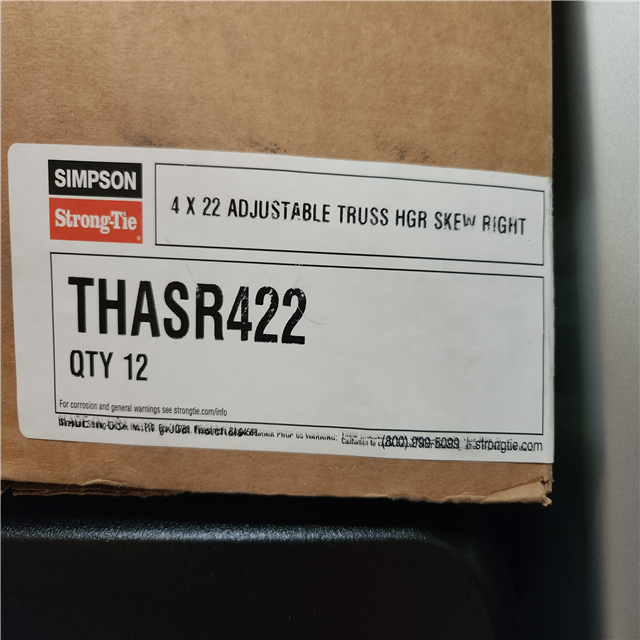 SIMPSON
Strong-Tie
4 X 22 ADJUSTABLE TRUSS HGR SKEW RIGHT
THASR422
QTY 12
For corrosion and general warnings see strongtie.com/info
(800) 999-5099 strongtie.com